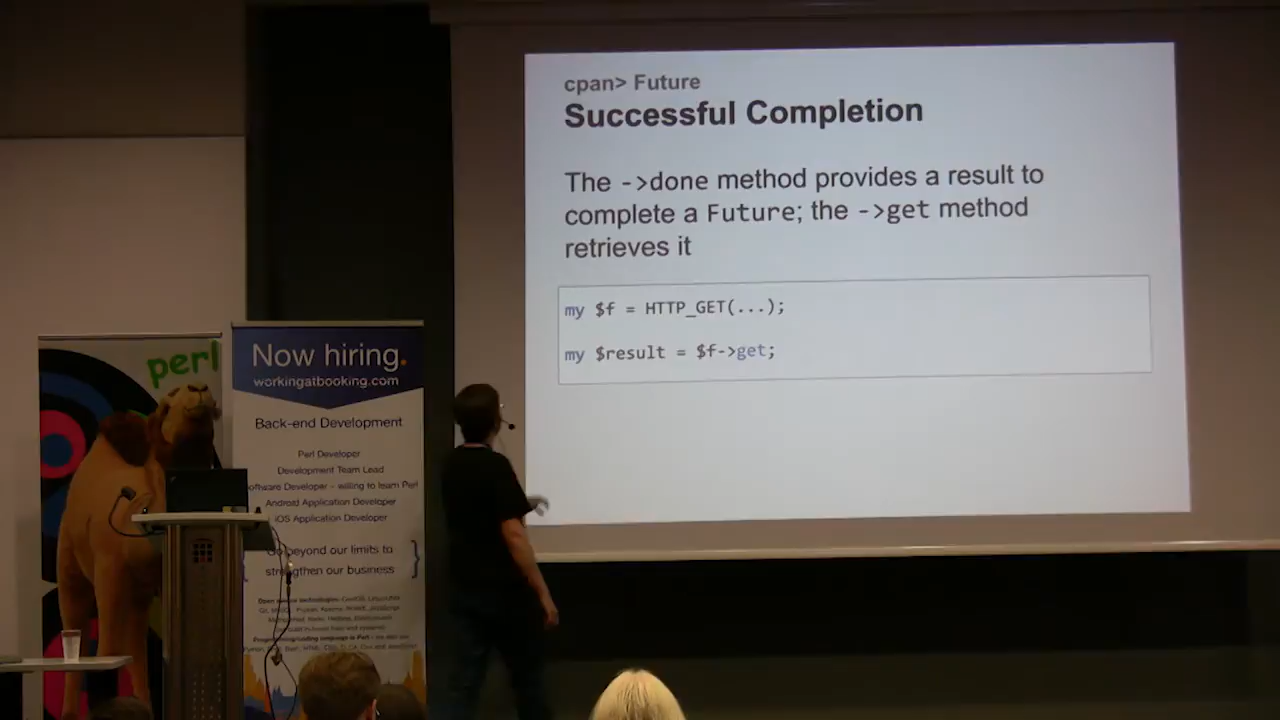 cpan> Future
Successful Completion
The ->done method provides a result to
complete a Future; the ->get method
retrieves it
my $f = HTTP_GET(...);
my $result = $f->get;
perl
Now hiring.
workingatbooking.com
Back-end Development
Perl Developer
Development Team Lead
oftware Developer - willing to learn Perl
Android Application Developer
iOS Application Developer
beyond our limits to
strengthen our business